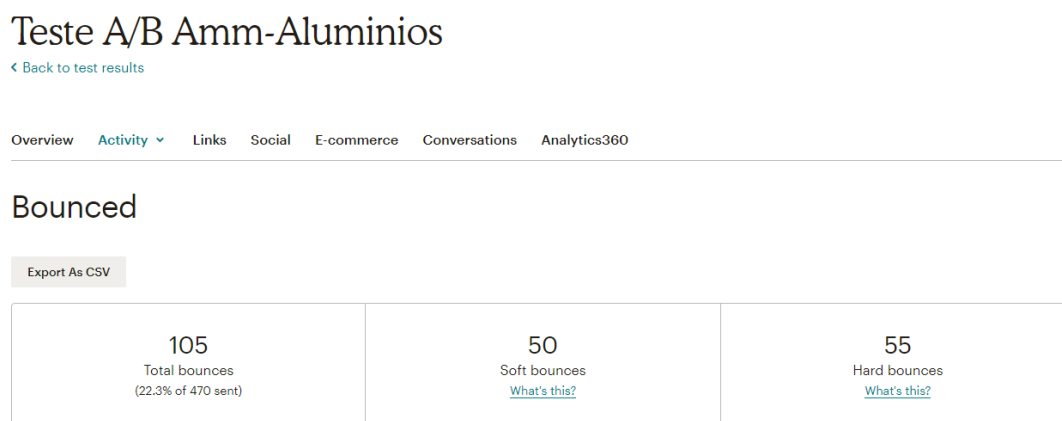 Teste A/B Amm-Aluminios
Back to test results
Overview Activity Links Social E-commerce Conversations Analytics360
Bounced
Export As CSV
105 50 55
Total bounces Soft bounces Hard bounces
(22.3% of 470 sent) What's this? What's this?